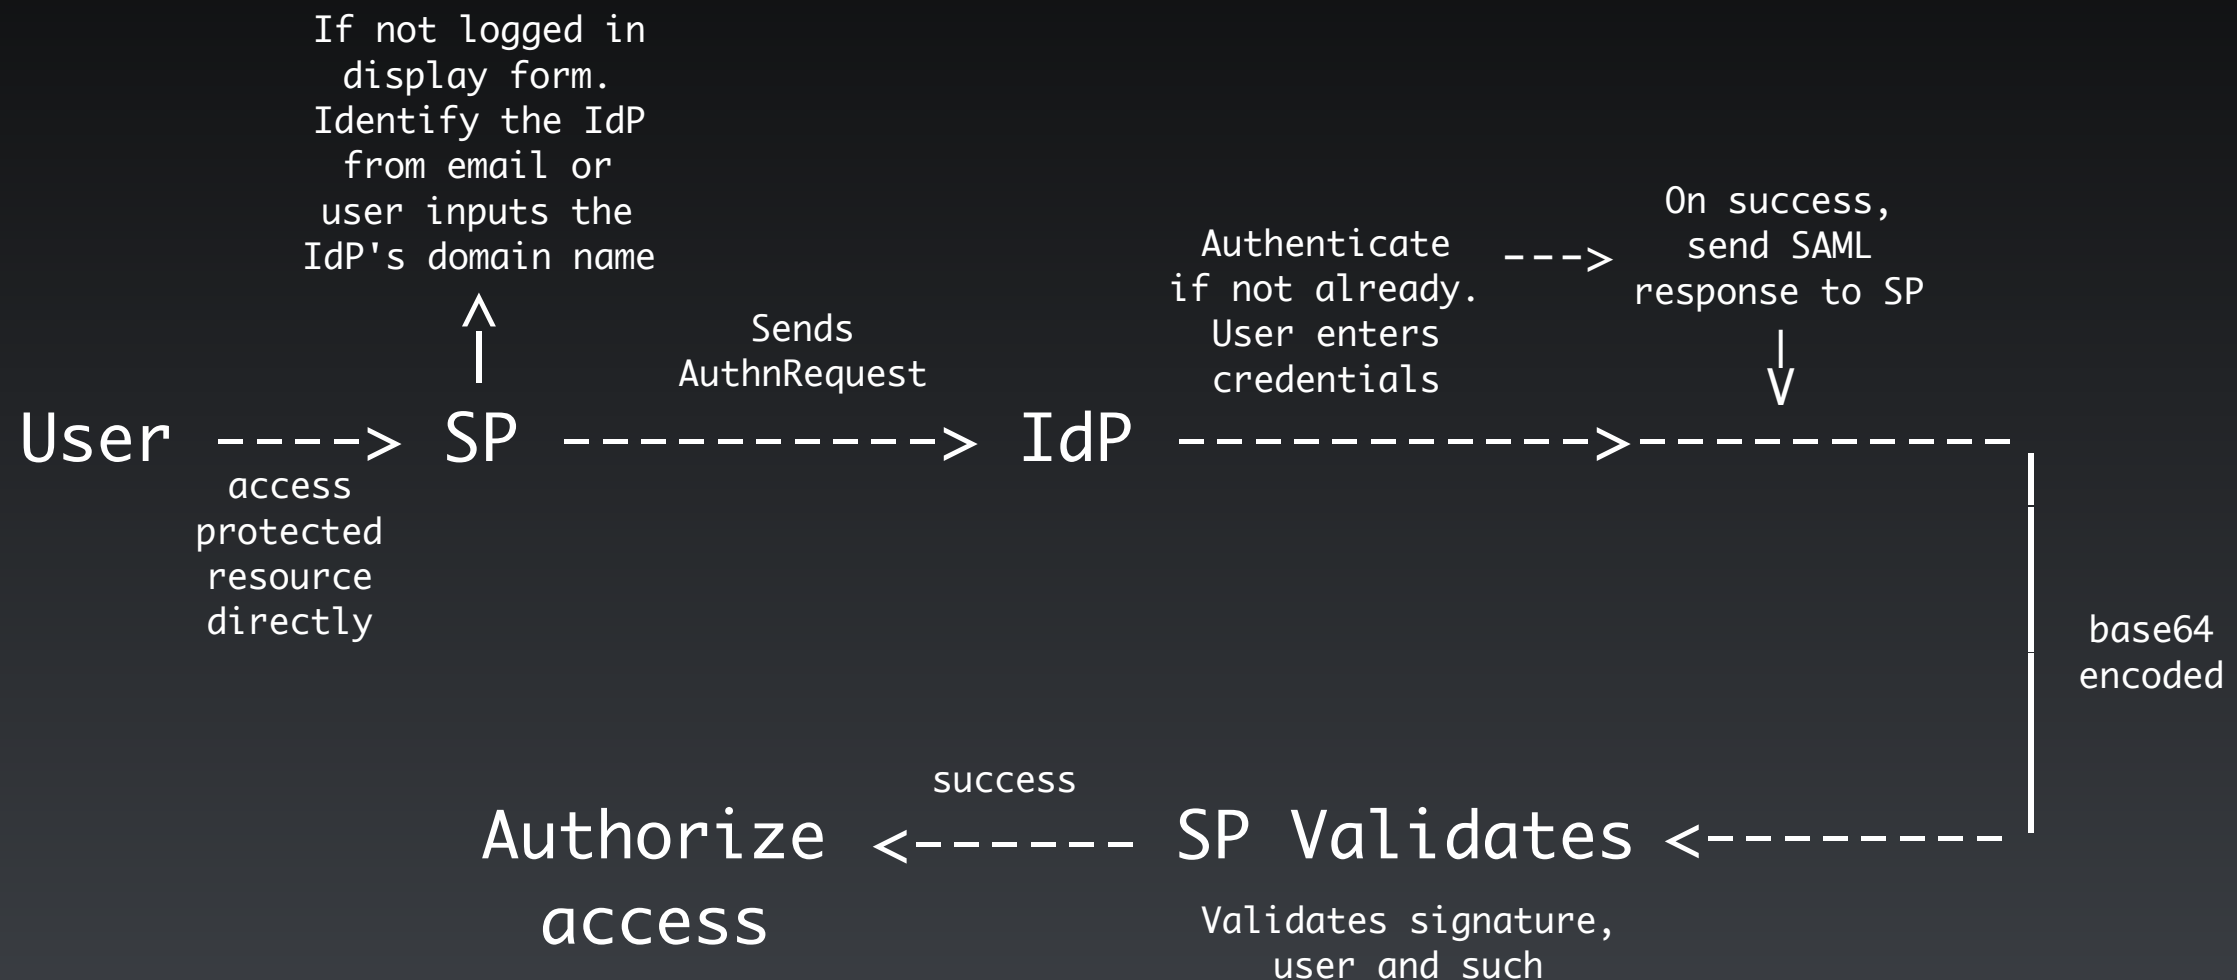 If not logged in
display form.
Identify the IdP
from email or
user inputs the
IdP's domain name
Sends
AuthnRequest
Authenticate
if not already.
User enters
credentials
--->
On success,
send SAML
response to SP
User ----> SP ----------> IdP ----------->----------
access
protected
resource
directly
base64
encoded
success
Authorize
access
<------
SP Validates
<--------
Validates signature,
user and such